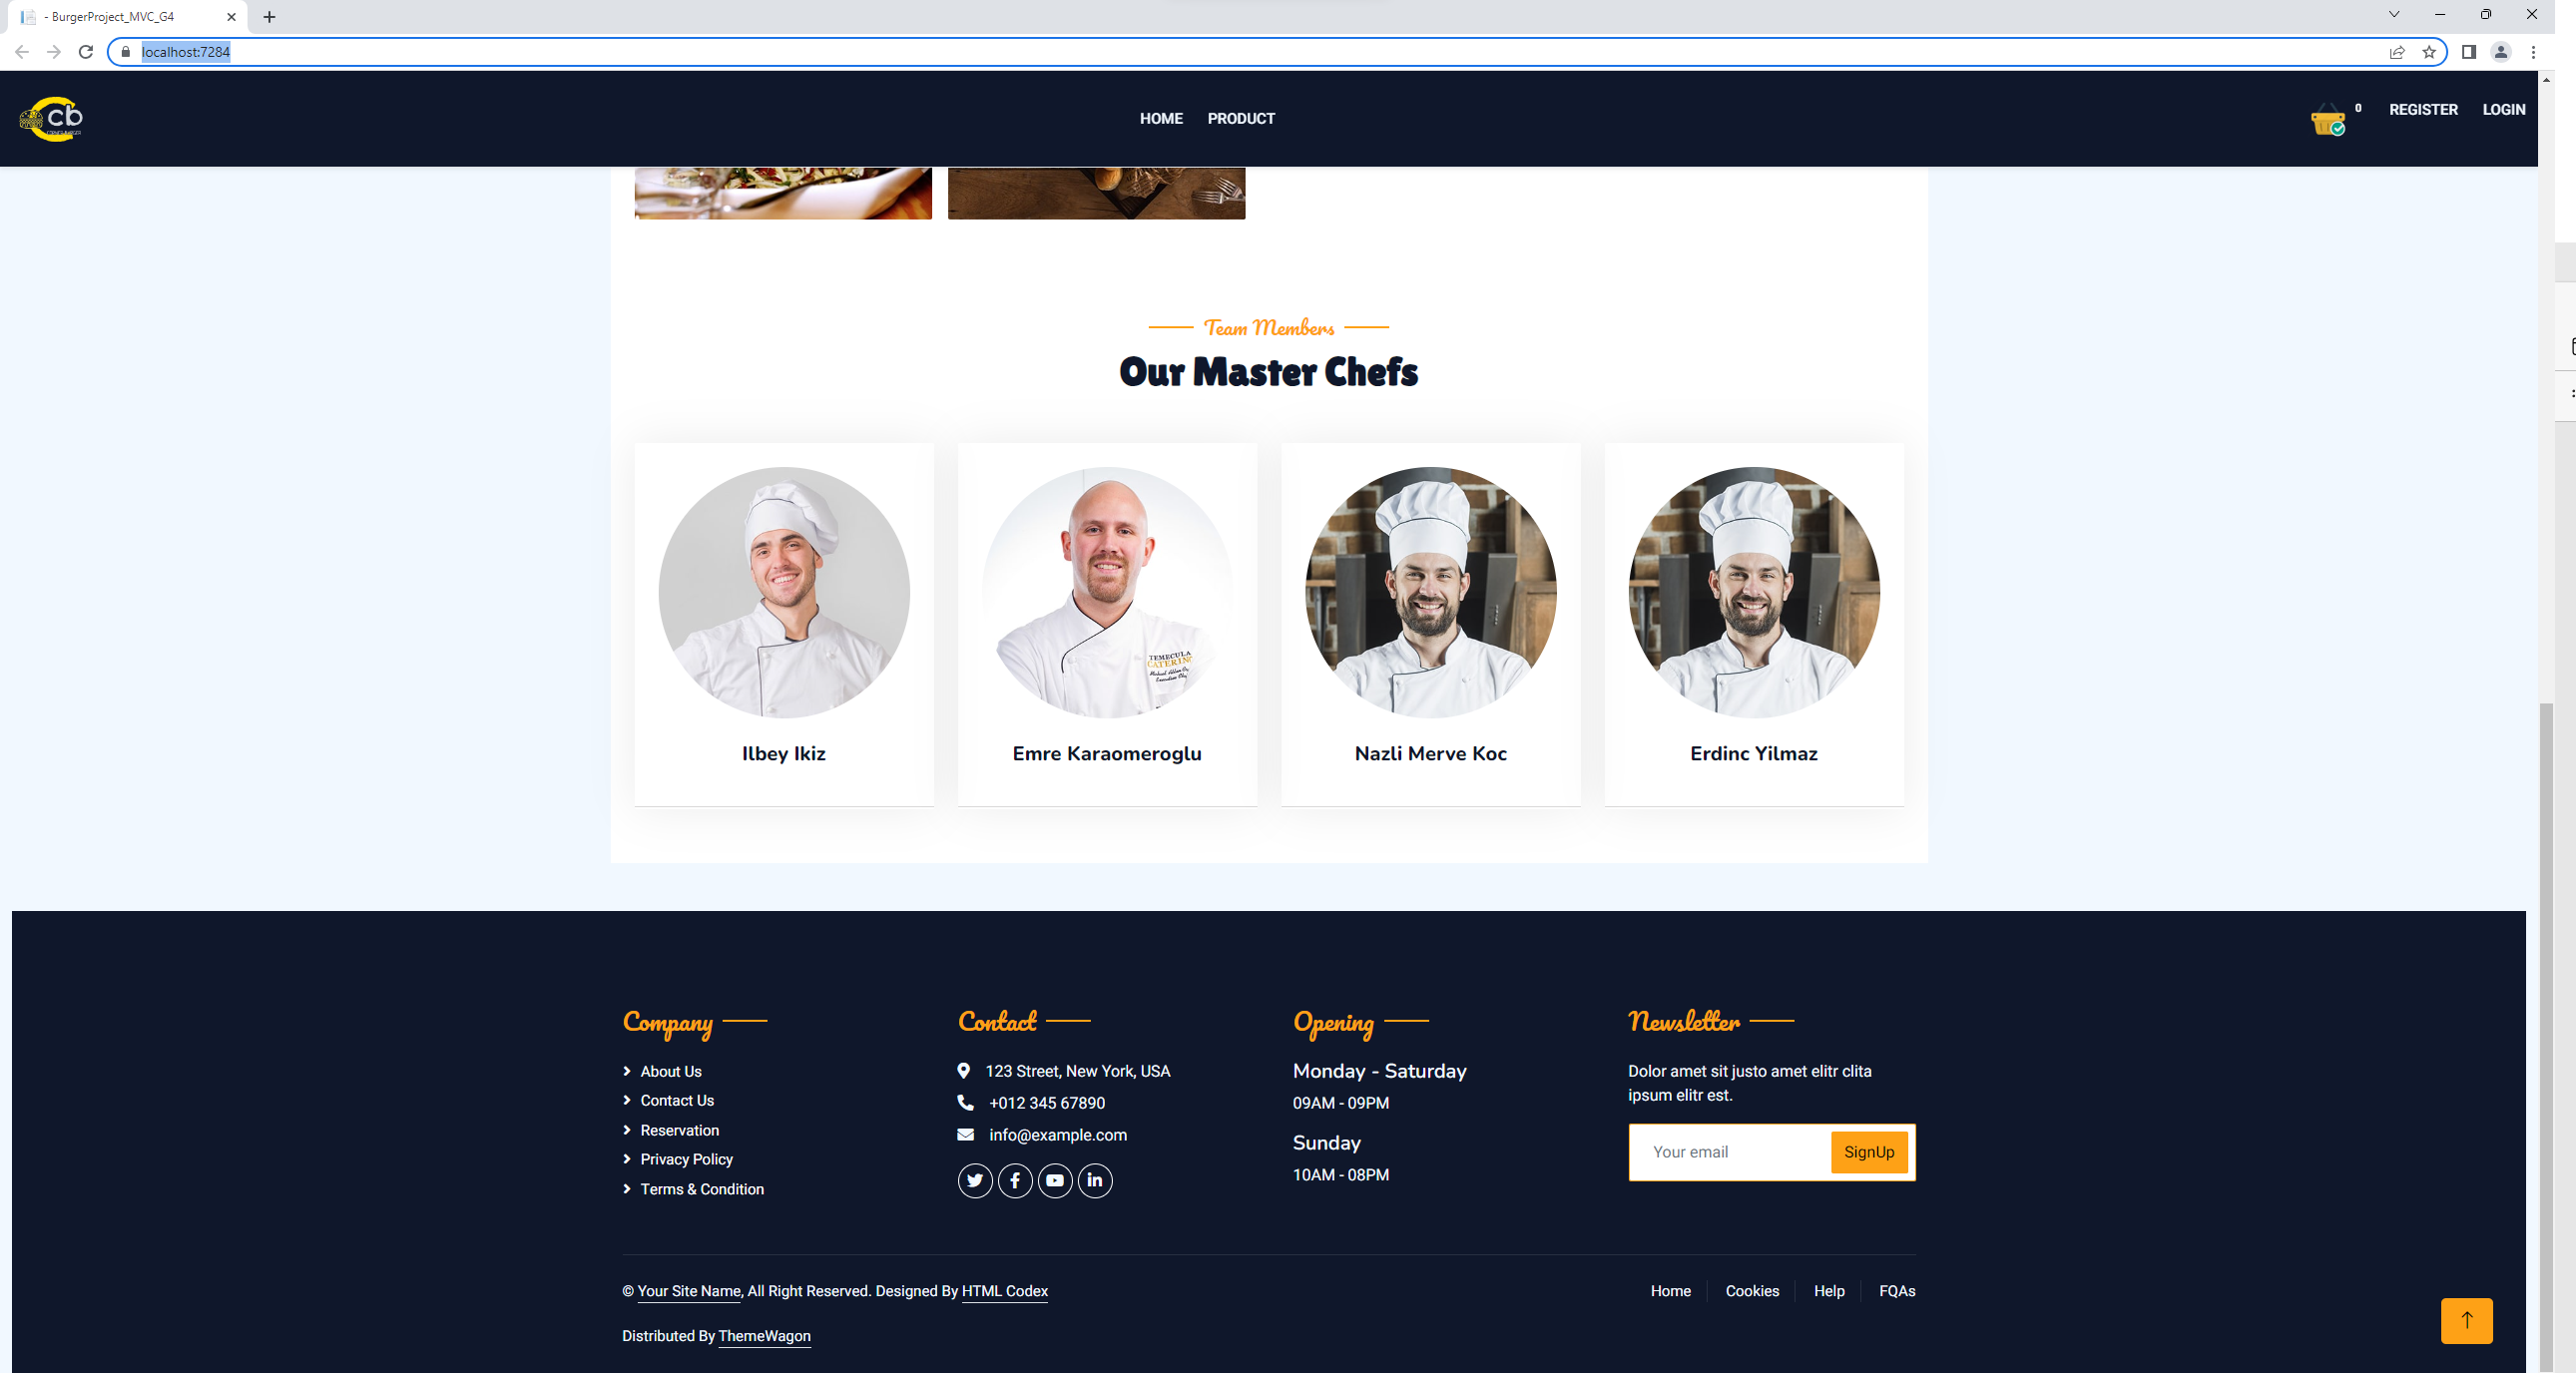 - BurgerProject_MVC_G4
localhost:7284
cb
HOME
PRODUCT
0
REGISTER
LOGIN
Team Members
Our Master Chefs
TEMECULA
CATERING
Ilbey Ikiz
Emre Karaomeroglu
Nazli Merve Koc
Erdinc Yilmaz
Company
About Us
Contact Us
Reservation
Privacy Policy
Terms & Condition
Contact
123 Street, New York, USA
+012 345 67890
info@example.com
Opening
Monday - Saturday
09AM - 09PM
Sunday
10AM - 08PM
Newsletter
Dolor amet sit justo amet elitr clita
ipsum elitr est.
Your email
SignUp
© Your Site Name, All Right Reserved. Designed By HTML Codex
Home
Cookies
Help
FQAs
Distributed By ThemeWagon